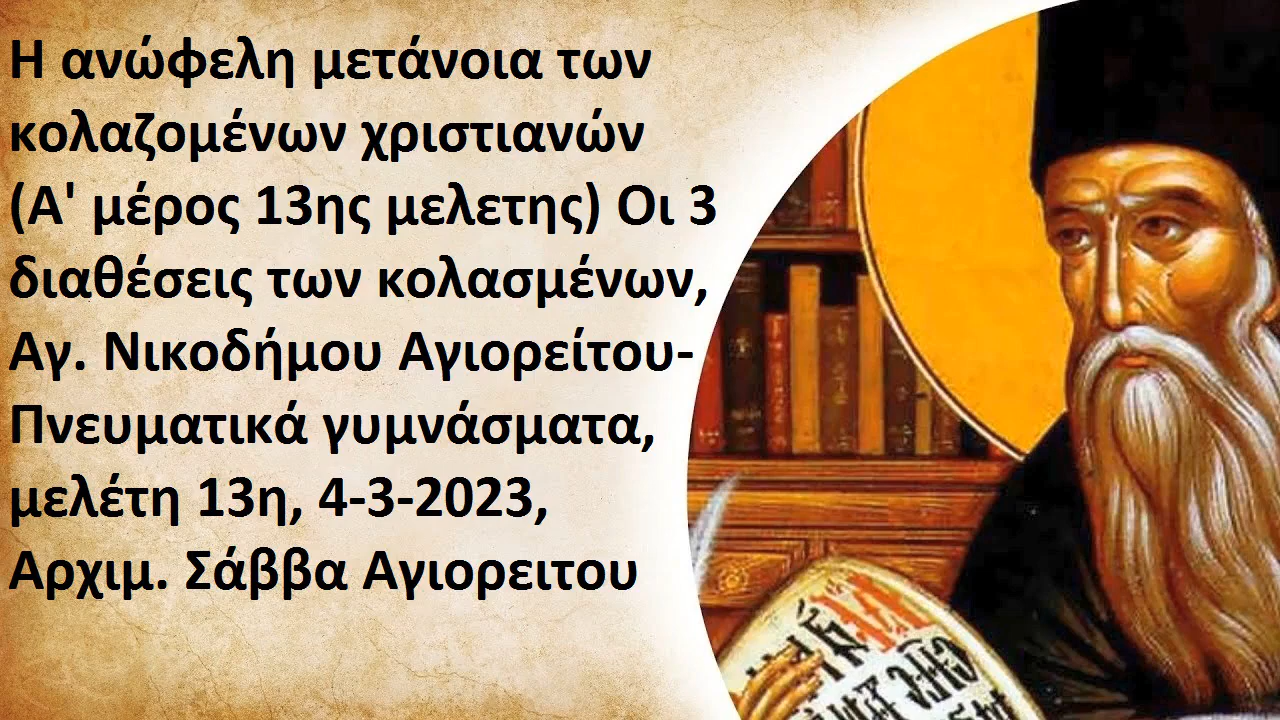 Η ανώφελη μετάνοια των
κολαζομένων χριστιανών
(Α' μέρος 13ης μελετης) Οι 3
διαθέσεις των κολασμένων,
Αγ. Νικοδήμου Αγιορείτου-
Πνευματικά γυμνάσματα,
μελέτη 13η, 4-3-2023,
Αρχιμ. Σάββα Αγιορειτου